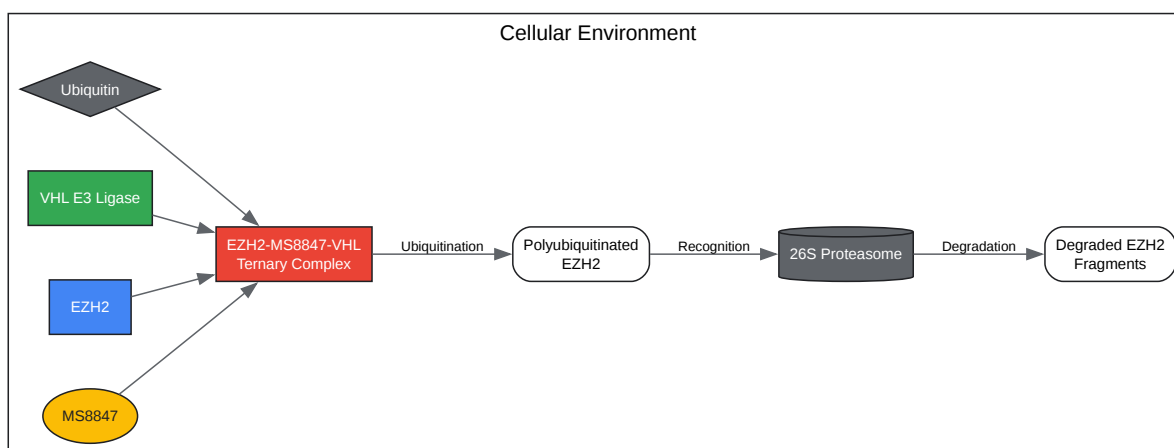 Cellular Environment
Ubiquitin
VHL E3 Ligase
EZH2
MS8847
EZH2-MS8847-VHL
Ternary Complex
Ubiquitination
Polyubiquitinated
EZH2
Recognition
26S Proteasome
Degradation
Degraded EZH2
Fragments